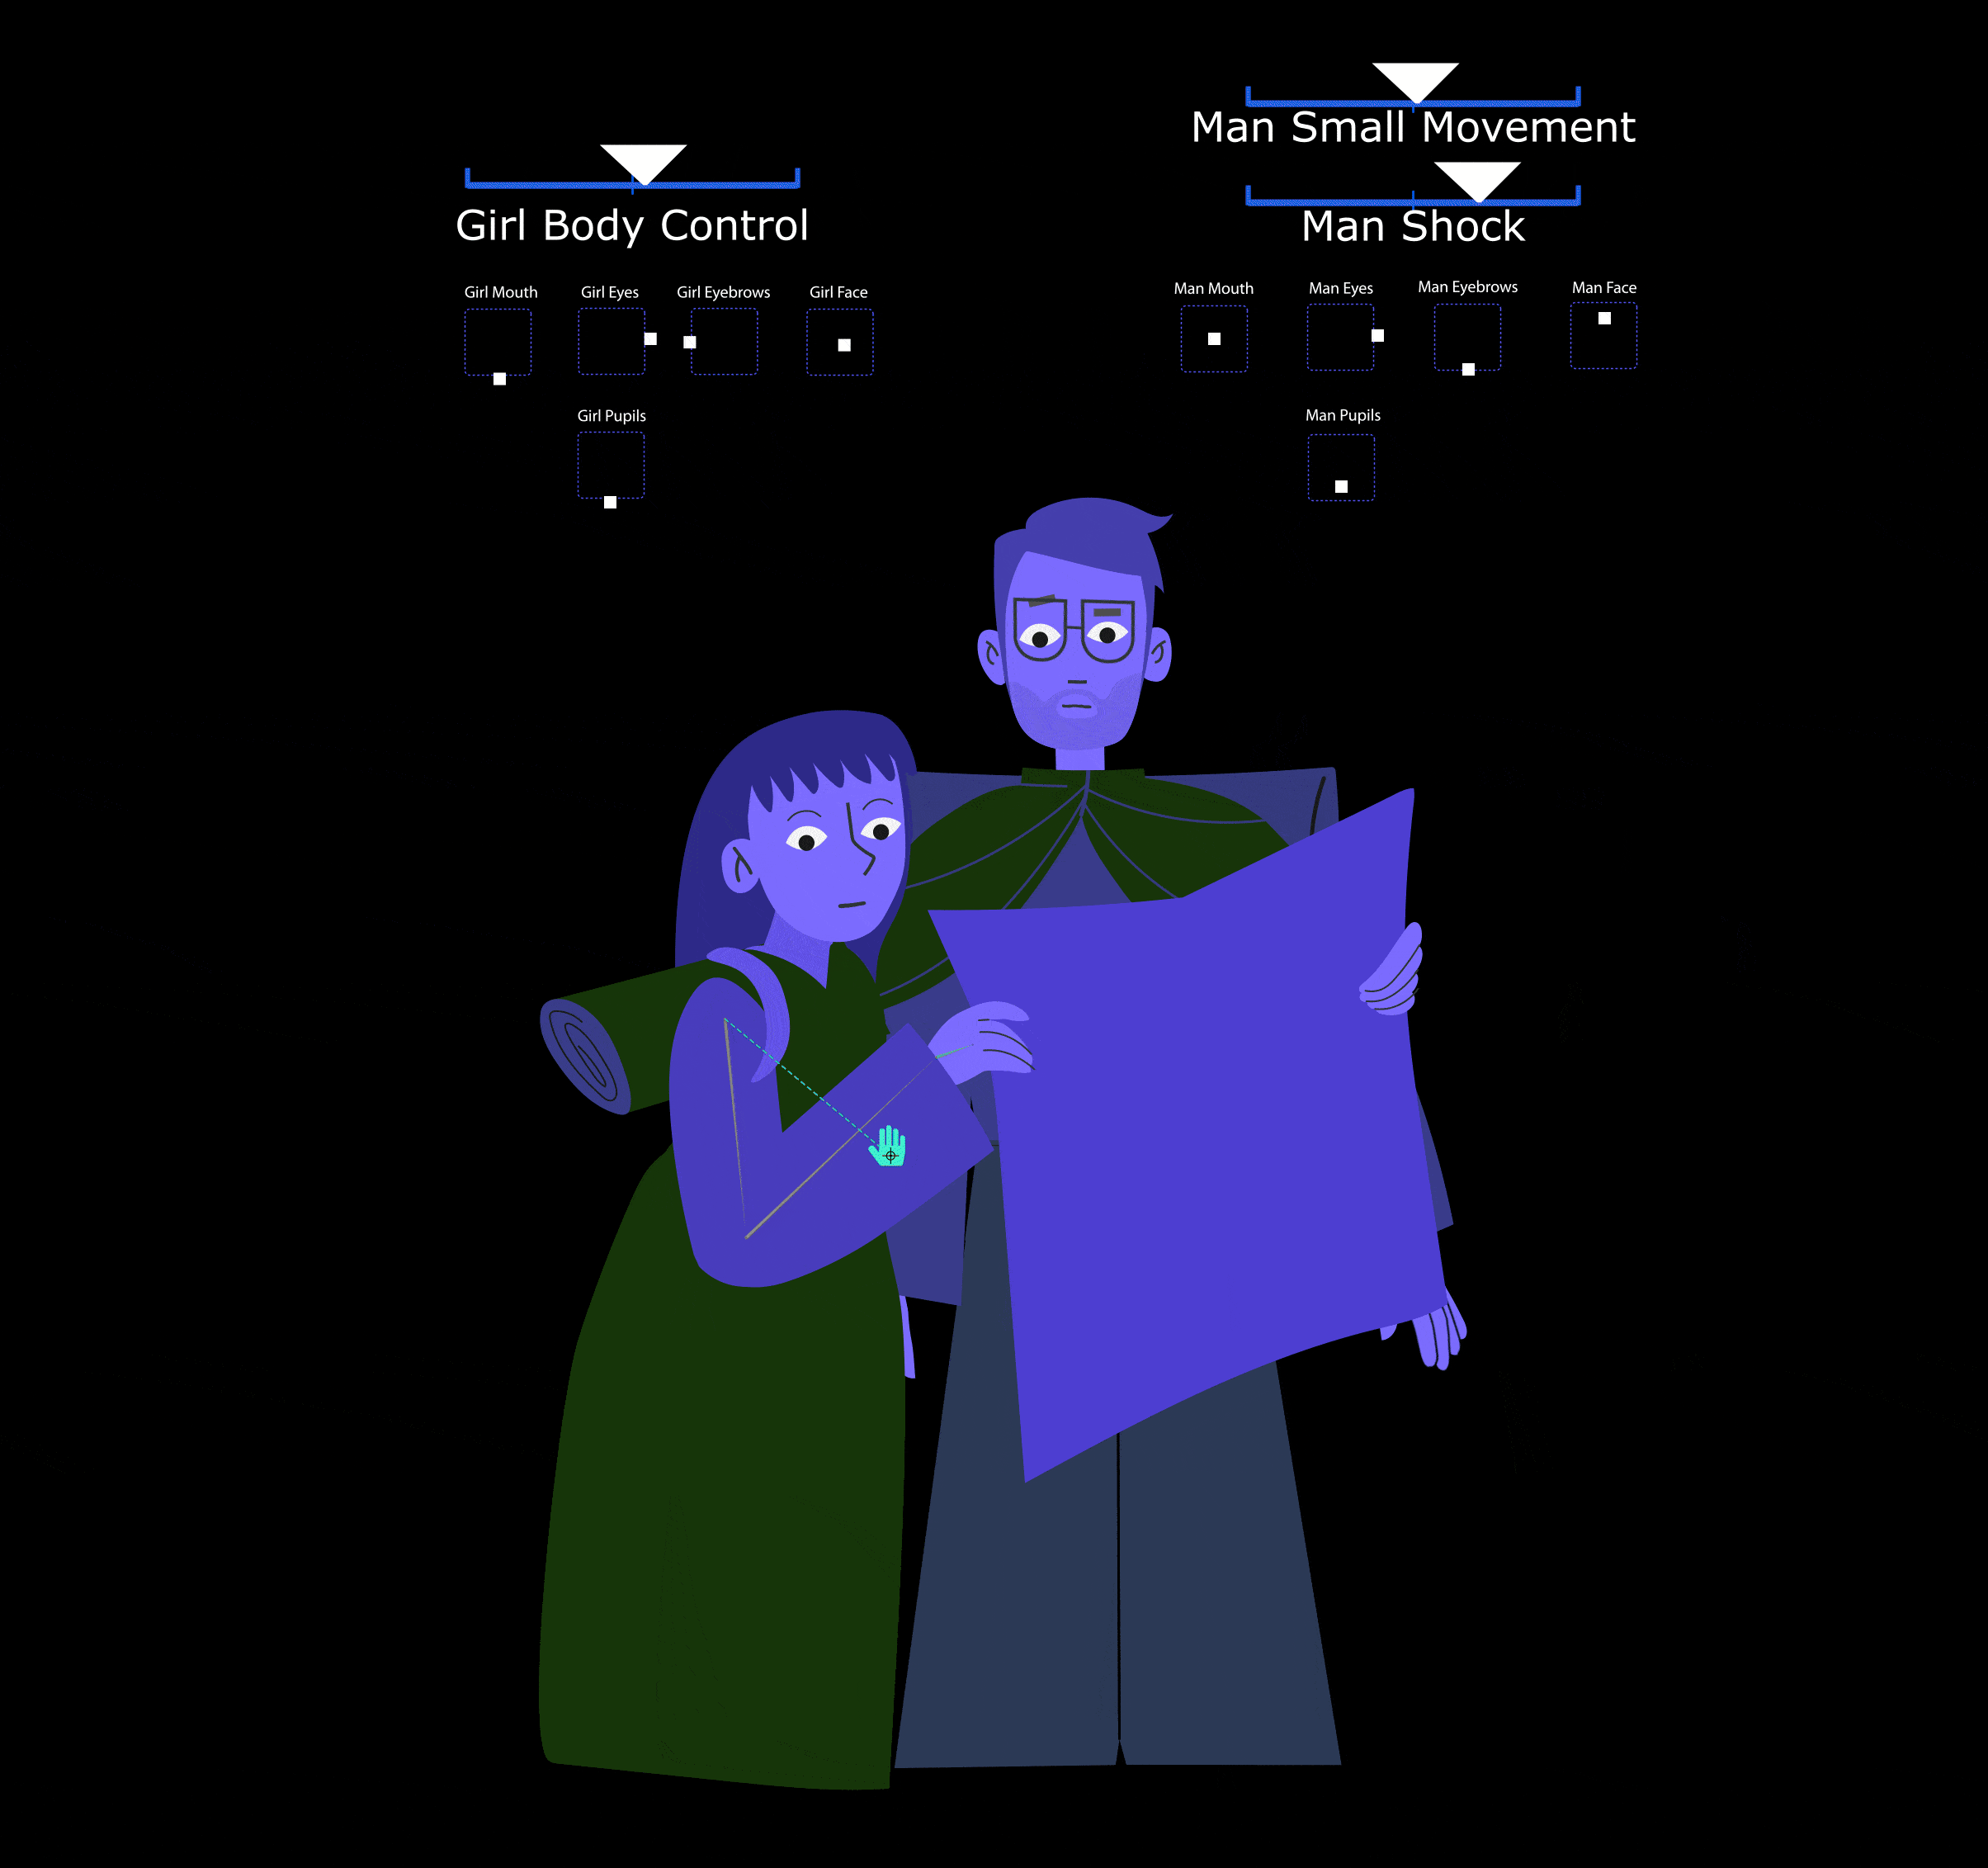 Man Small Movement
Girl Body Control
Man Shock
Girl Mouth
Girl Eyes
Girl Eyebrows
Girl Face
Man Mouth
Man Eyes
Man Eyebrows
Man Face
Girl Pupils
Man Pupils